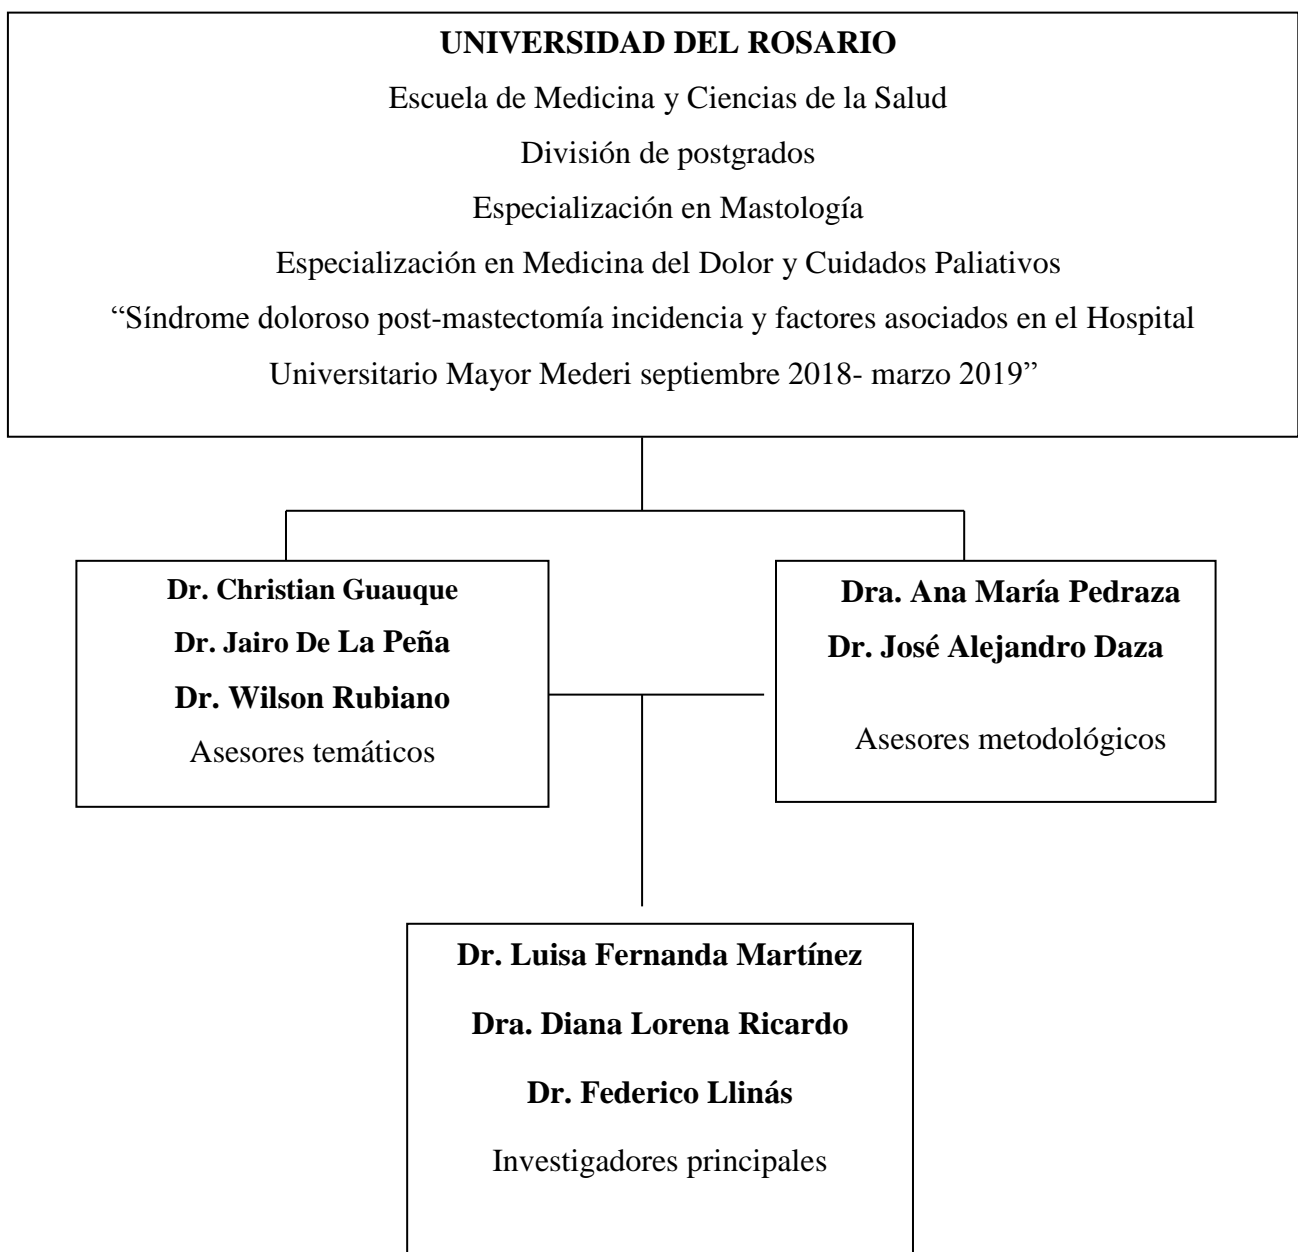 UNIVERSIDAD DEL ROSARIO
Escuela de Medicina y Ciencias de la Salud
División de postgrados
Especialización en Mastología
Especialización en Medicina del Dolor y Cuidados Paliativos
“Síndrome doloroso post-mastectomía incidencia y factores asociados en el Hospital
Universitario Mayor Mederi septiembre 2018- marzo 2019”
Dr. Christian Guauque
Dr. Jairo De La Peña
Dr. Wilson Rubiano
Asesores temáticos
Dra. Ana María Pedraza
Dr. José Alejandro Daza
Asesores metodológicos
Dr. Luisa Fernanda Martínez
Dra. Diana Lorena Ricardo
Dr. Federico Llinás
Investigadores principales